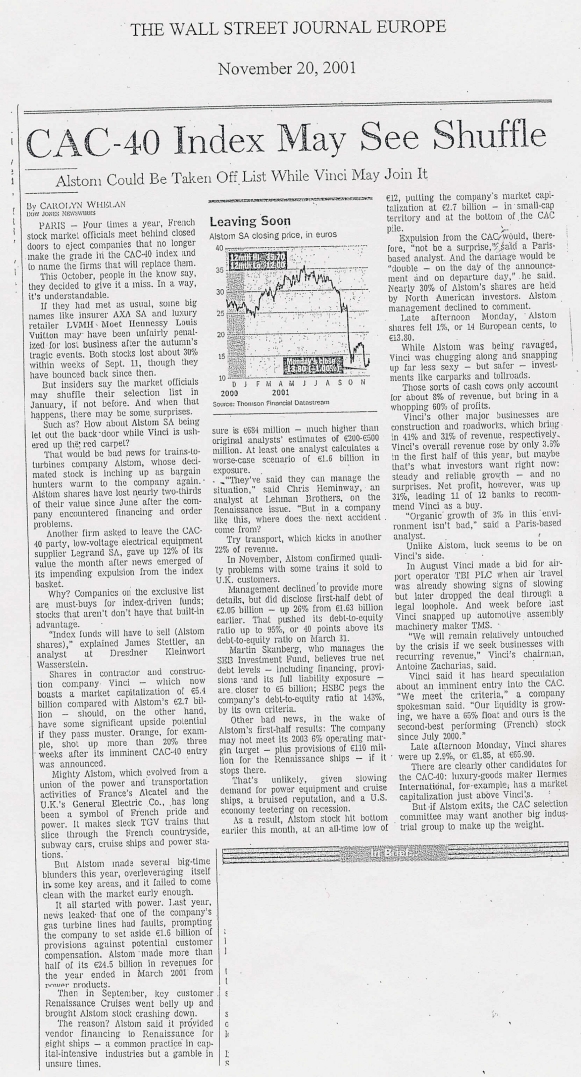 THE WALL STREET JOURNAL EUROPE
November 20, 2001
CAC-40 Index May See Shuffle
Alstom Could Be Taken Off List While Vinci May Join It
By CAROLYN WHELAN
Dow Jones Newswires
PARIS — Four times a year, French
stock market officials meet behind closed
doors to eject companies that no longer
make the grade in the CAC-40 index and
to name the firms that will replace them.
This October, people in the know say,
they decided to give it a miss. In a way,
it's understandable.
If they had met as usual, some big
names like insurer AXA SA and luxury
retailer LVMH Moet Hennessy Louis
Vuitton may have been unfairly penal-
ized for lost business after the autumn's
tragic events. Both stocks lost about 30%
within weeks of Sept. 11, though they
have bounced back since then.
But insiders say the market officials
may shuffle their selection list in
January, if not before. And when that
happens, there may be some surprises.
Such as? How about Alstom SA being
let out the back door while Vinci is ush-
ered up the red carpet?
That would be bad news for trains-to-
turbines company Alstom, whose deci-
mated stock is inching up as bargain
hunters warm to the company again.
Alstom shares have lost nearly two-thirds
of their value since June after the com-
pany encountered financing and order
problems.
Another firm asked to leave the CAC-
40 party, low-voltage electrical equipment
supplier Legrand SA, gave up 12% of its
value the month after news emerged of
its impending expulsion from the index
basket.
Why? Companies on the exclusive list
are must-buys for index-driven funds;
stocks that aren't don't have that built-in
advantage.
"Index funds will have to sell (Alstom
shares)," explained James Stettler, an
analyst at Dresdner Kleinwort
Wasserstein.
Shares in contractor and construc-
tion company Vinci — which now
boasts a market capitalization of €5.4
billion compared with Alstom's €2.7 bil-
lion — should, on the other hand,
have some significant upside potential
if they pass muster. Orange, for exam-
ple, shot up more than 20% three
weeks after its imminent CAC-40 entry
was announced.
Mighty Alstom, which evolved from a
union of the power and transportation
activities of France's Alcatel and the
U.K.'s General Electric Co., has long
been a symbol of French pride and
power. It makes sleek TGV trains that
slice through the French countryside,
subway cars, cruise ships and power sta-
tions.
But Alstom made several big-time
blunders this year, overleveraging itself
in some key areas, and it failed to come
clean with the market early enough.
It all started with power. Last year,
news leaked that one of the company's
gas turbine lines had faults, prompting
the company to set aside €1.6 billion of
provisions against potential customer
compensation. Alstom made more than
half of its €24.5 billion in revenues for
the year ended in March 2001 from
power products.
Then in September, key customer
Renaissance Cruises went belly up and
brought Alstom stock crashing down.
The reason? Alstom said it provided
vendor financing to Renaissance for
eight ships — a common practice in cap-
ital-intensive industries but a gamble in
unsure times.
Leaving Soon
Alstom SA closing price, in euros
40
35
30
25
20
15
10
D J F M A M J J A S O N
2000 2001
Source: Thomson Financial Datastream
sure is €684 million — much higher than
original analysts' estimates of €200-€500
million. At least one analyst calculates a
worse-case scenario of €1.6 billion in
exposure.
"They've said they can manage the
situation," said Chris Heminway, an
analyst at Lehman Brothers, on the
Renaissance issue. "But in a company
like this, where does the next accident
come from?
Try transport, which kicks in another
22% of revenue.
In November, Alstom confirmed quali-
ty problems with some trains it sold to
U.K. customers.
Management declined to provide more
details, but did disclose first-half debt of
€2.05 billion — up 26% from €1.63 billion
earlier. That pushed its debt-to-equity
ratio up to 95%, or 40 points above its
debt-to-equity ratio on March 31.
Martin Skanberg, who manages the
SEB Investment Fund, believes true net
debt levels — including financing, provi-
sions and its full liability exposure —
are closer to €5 billion; HSBC pegs the
company's debt-to-equity ratio at 143%,
by its own criteria.
Other bad news, in the wake of
Alstom's first-half results: The company
may not meet its 2003 6% operating mar-
gin target — plus provisions of €110 mil-
lion for the Renaissance ships — if it
stops there.
That's unlikely, given slowing
demand for power equipment and cruise
ships, a bruised reputation, and a U.S.
economy teetering on recession.
As a result, Alstom stock hit bottom
earlier this month, at an all-time low of
€12, putting the company's market capi-
talization at €2.7 billion — in small-cap
territory and at the bottom of the CAC
pile.
Expulsion from the CAC would, there-
fore, "not be a surprise," said a Paris-
based analyst. And the damage would be
"double — on the day of the announce-
ment and on departure day," he said.
Nearly 30% of Alstom's shares are held
by North American investors. Alstom
management declined to comment.
Late afternoon Monday, Alstom
shares fell 1%, or 14 European cents, to
€13.80.
While Alstom was being ravaged,
Vinci was chugging along and snapping
up far less sexy — but safer — invest-
ments like carparks and tollroads.
Those sorts of cash cows only account
for about 8% of revenue, but bring in a
whopping 60% of profits.
Vinci's other major businesses are
construction and roadworks, which bring
in 41% and 31% of revenue, respectively.
Vinci's overall revenue rose by only 3.5%
in the first half of this year, but maybe
that's what investors want right now:
steady and reliable growth — and no
surprises. Net profit, however, was up
31%, leading 11 of 12 banks to recom-
mend Vinci as a buy.
"Organic growth of 3% in this envi-
ronment isn't bad," said a Paris-based
analyst.
Unlike Alstom, luck seems to be on
Vinci's side.
In August Vinci made a bid for air-
port operator TBI PLC when air travel
was already showing signs of slowing
but later dropped the deal through a
legal loophole. And week before last
Vinci snapped up automotive assembly
machinery maker TMS.
"We will remain relatively untouched
by the crisis if we seek businesses with
recurring revenue," Vinci's chairman,
Antoine Zacharias, said.
Vinci said it has heard speculation
about an imminent entry into the CAC.
"We meet the criteria," a company
spokesman said. "Our liquidity is grow-
ing, we have a 65% float and ours is the
second-best performing (French) stock
since July 2000."
Late afternoon Monday, Vinci shares
were up 2.9%, or €1.85, at €65.90.
There are clearly other candidates for
the CAC-40: luxury-goods maker Hermes
International, for example, has a market
capitalization just above Vinci's.
But if Alstom exits, the CAC selection
committee may want another big indus-
trial group to make up the weight.
In Brief